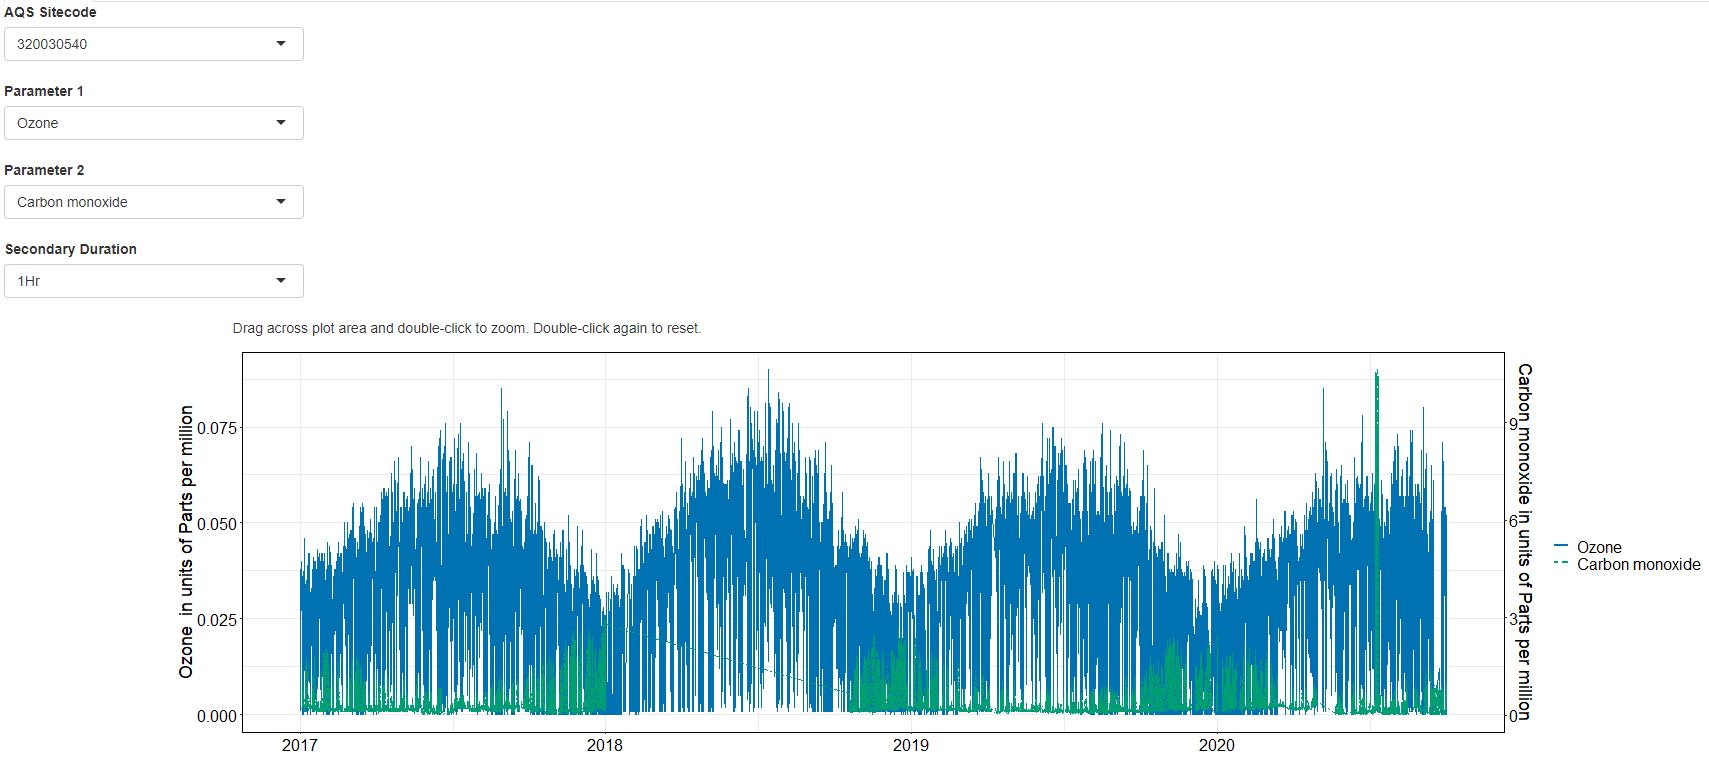 AQS Sitecode
320030540
Parameter 1
Ozone
Parameter 2
Carbon monoxide
Secondary Duration
1Hr
Drag across plot area and double-click to zoom. Double-click again to reset.
Ozone in units of Parts per million
0.075
0.050
0.025
0.000
2017
2018
2019
2020
9
6
3
0
Carbon monoxide in units of Parts per million
Ozone
Carbon monoxide